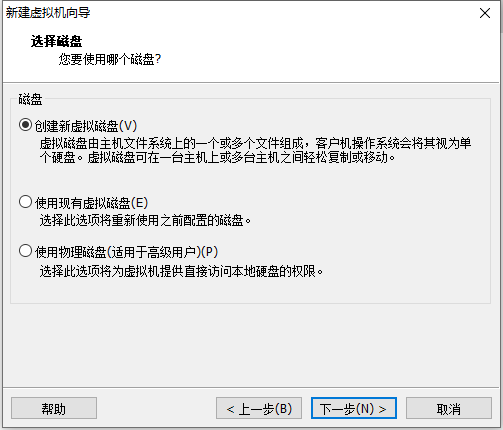 新建虚拟机向导
选择磁盘
您要使用哪个磁盘?
磁盘
创建新虚拟磁盘(V)
虚拟磁盘由主机文件系统上的一个或多个文件组成，客户机操作系统会将其视为单
个硬盘。虚拟磁盘可在一台主机上或多台主机之间轻松复制或移动。
使用现有虚拟磁盘(E)
选择此选项将重新使用之前配置的磁盘。
使用物理磁盘(适用于高级用户)(P)
选择此选项将为虚拟机提供直接访问本地硬盘的权限。
帮助
< 上一步(B)
下一步(N) >
取消